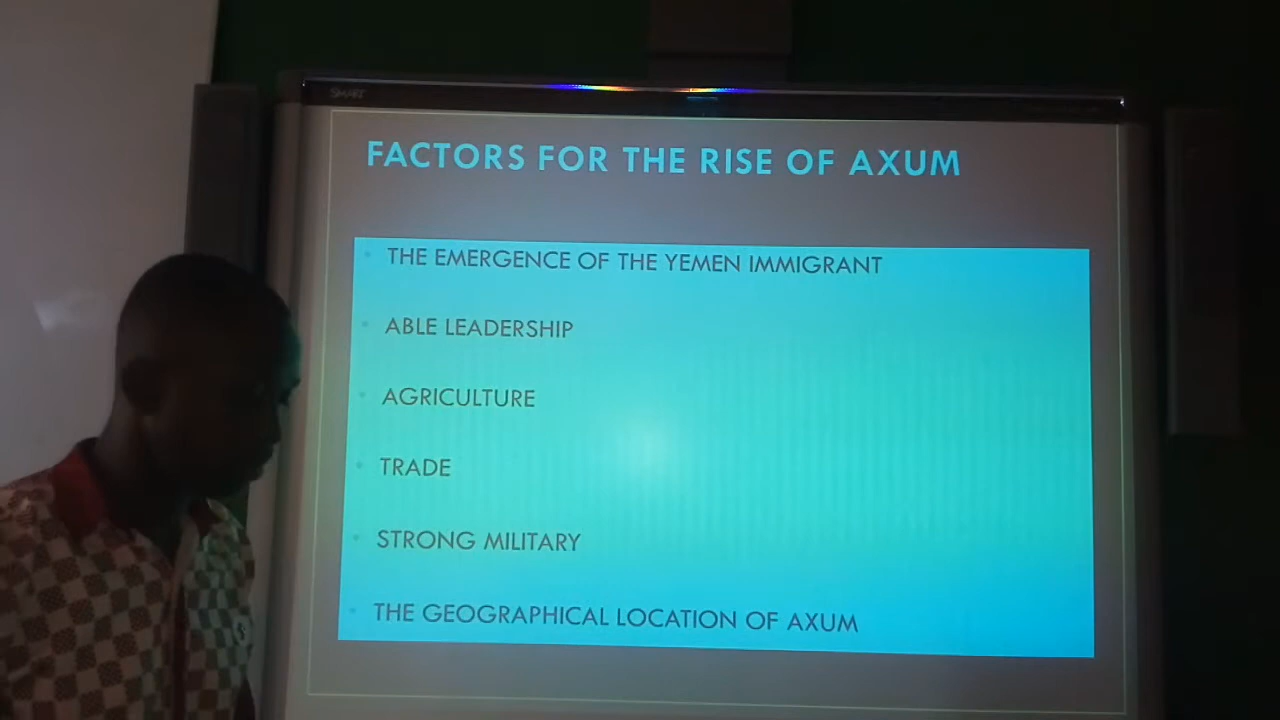 SMART
FACTORS FOR THE RISE OF AXUM
THE EMERGENCE OF THE YEMEN IMMIGRANT
ABLE LEADERSHIP
AGRICULTURE
TRADE
STRONG MILITARY
THE GEOGRAPHICAL LOCATION OF AXUM